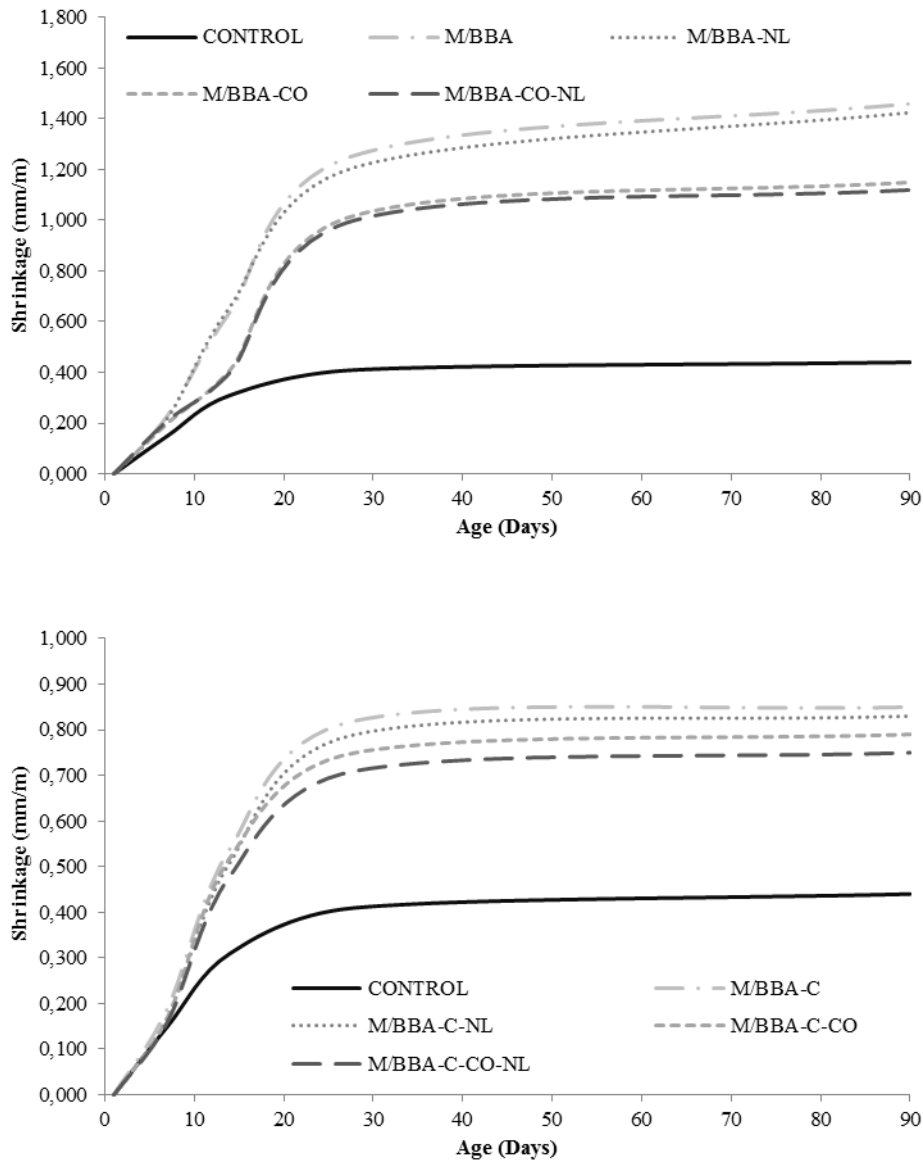 1,800
CONTROL M/BBA M/BBA-NL
1,600
M/BBA-CO M/BBA-CO-NL
1,400
1,200
1,000
0,800
0,600
0,400
0,200
0,000
Shrinkage (mm/m)
0 10 20 30 40 50 60 70 80 90
Age (Days)
1,000
0,900
0,800
0,700
0,600
0,500
0,400
0,300
0,200
0,100
0,000
Shrinkage (mm/m)
CONTROL M/BBA-C
M/BBA-C-NL M/BBA-C-CO
M/BBA-C-CO-NL
0 10 20 30 40 50 60 70 80 90
Age (Days)